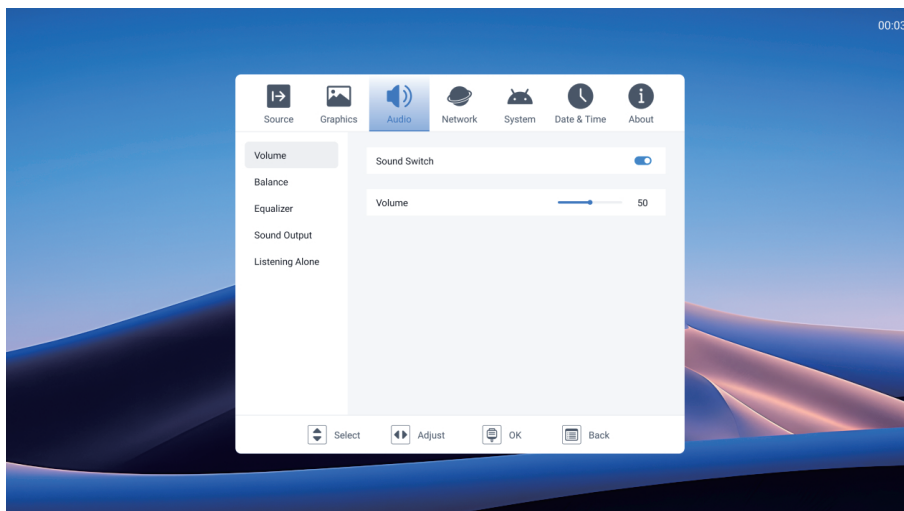 00:03
Source Graphics Audio Network System Date & Time About
Volume
Balance
Equalizer
Sound Output
Listening Alone
Sound Switch
Volume 50
Select Adjust OK Back